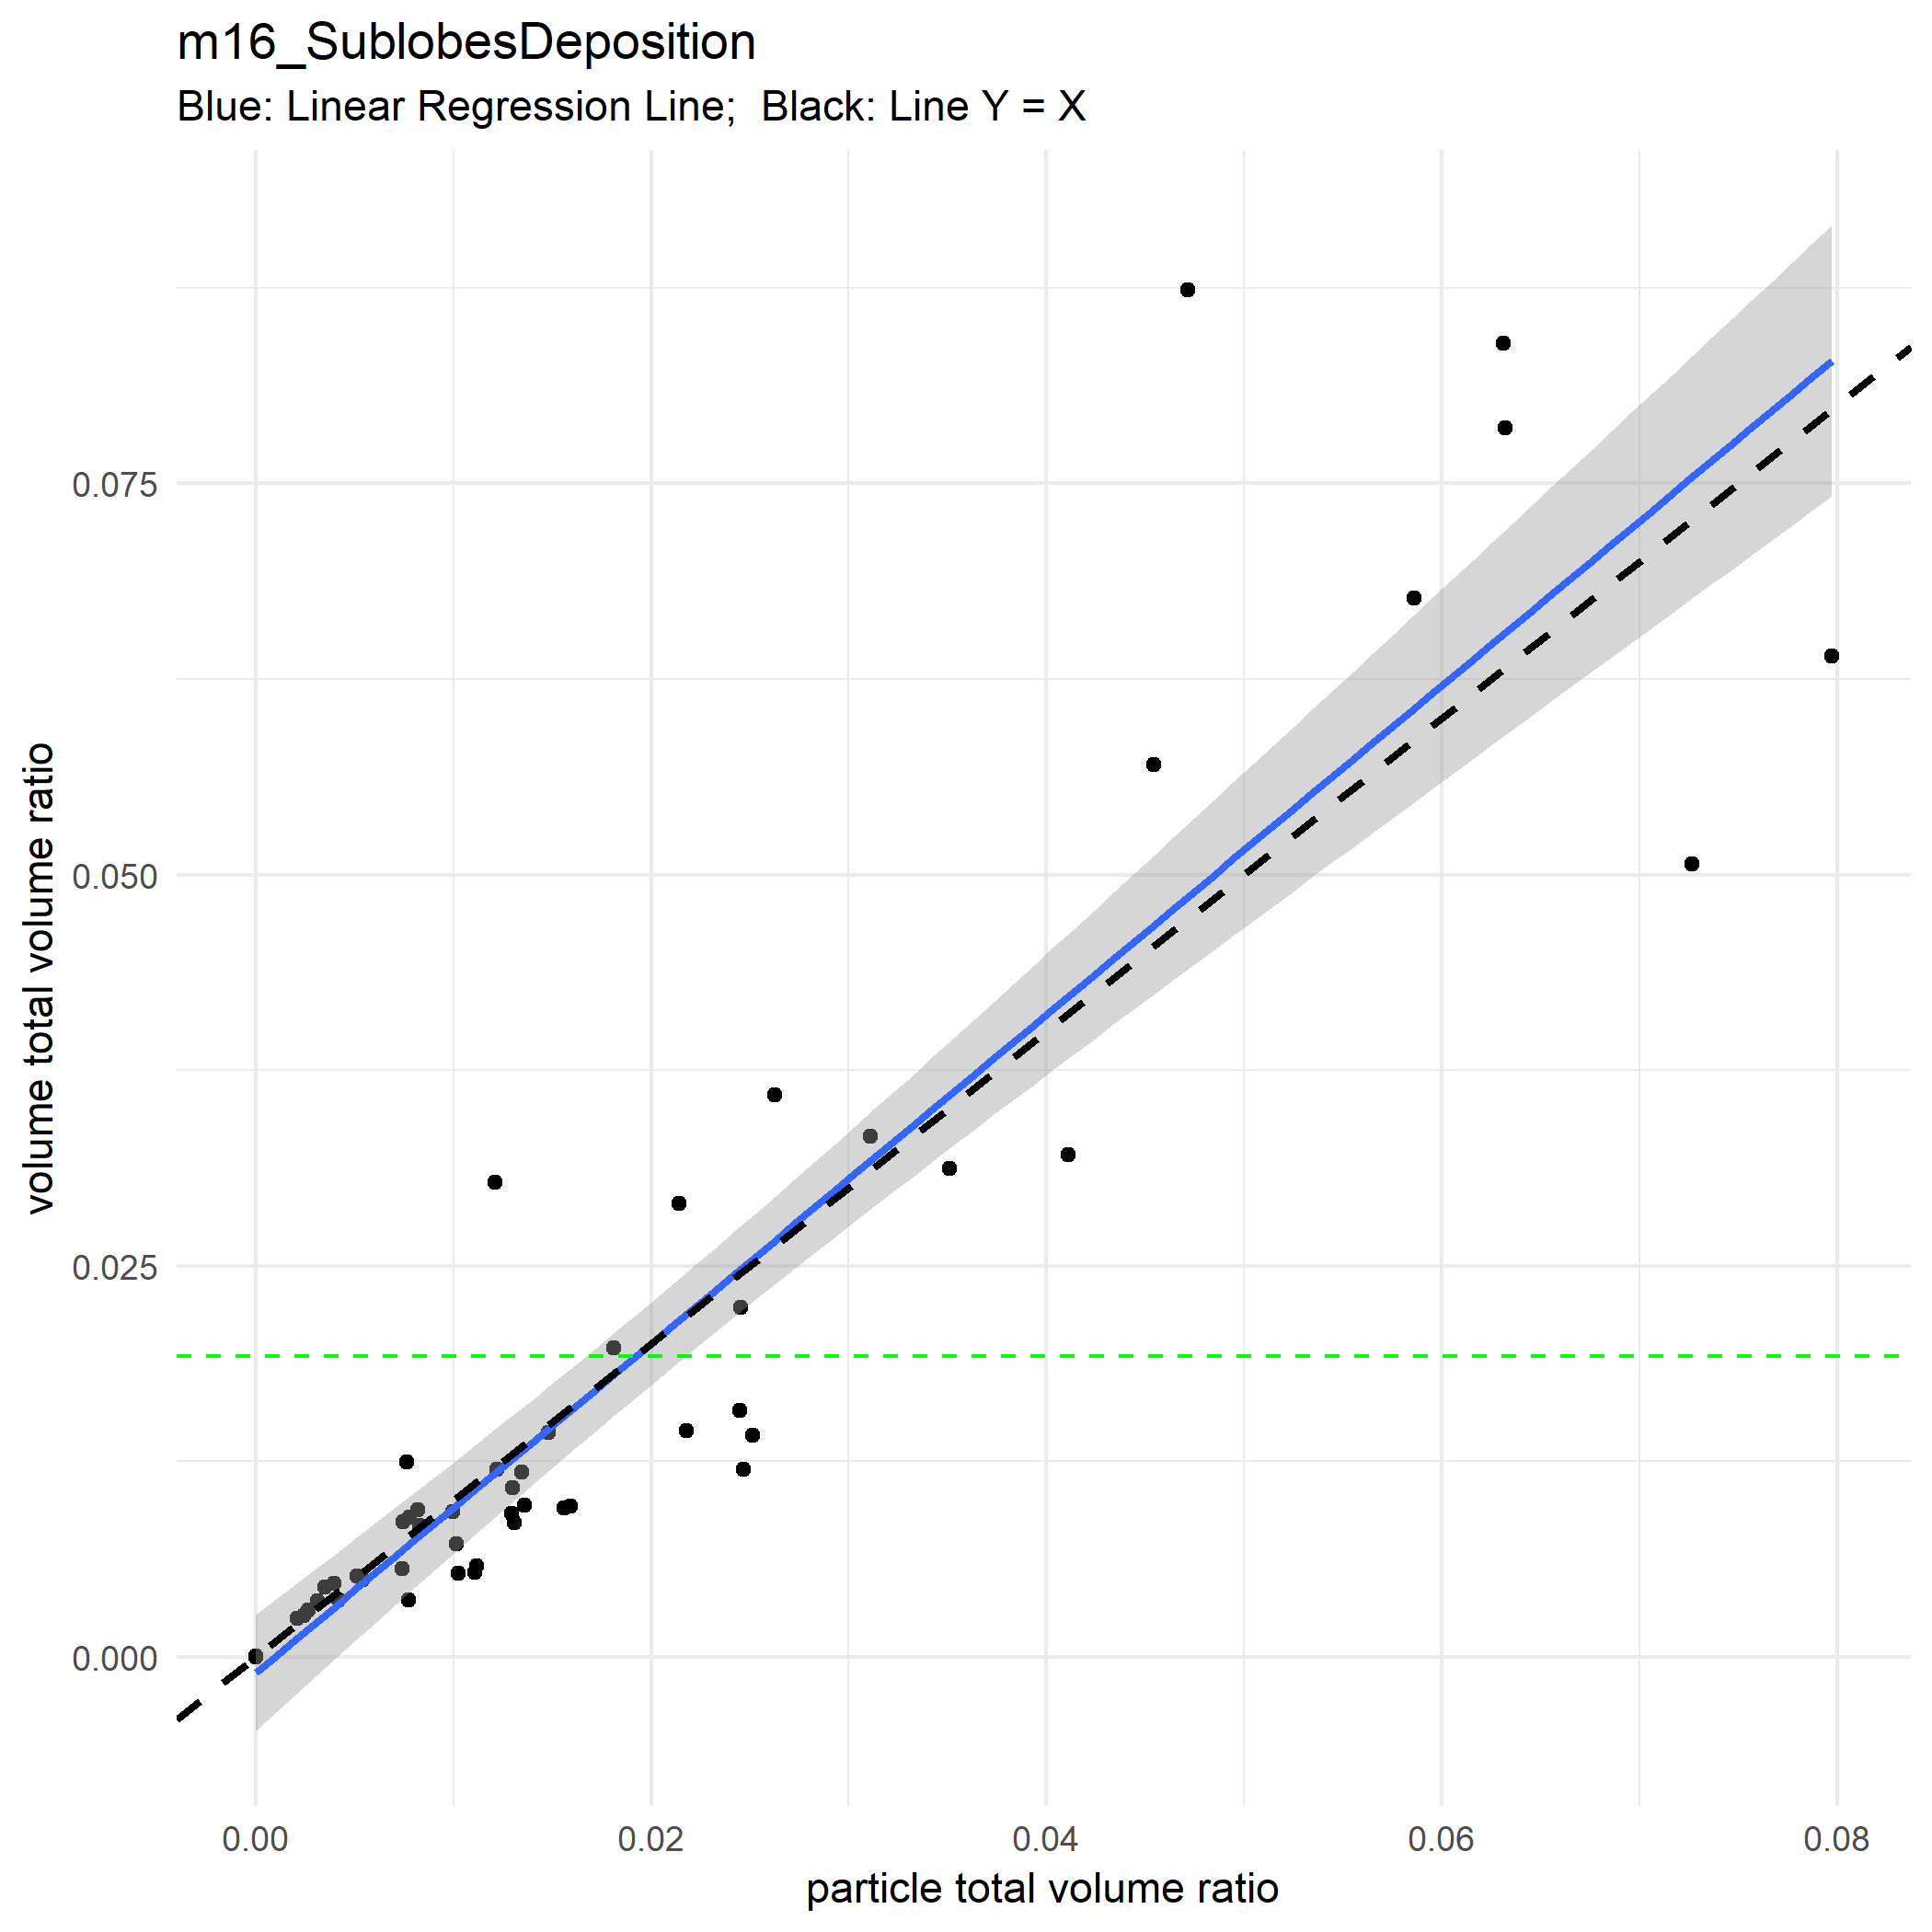 m16_SublobesDeposition
Blue: Linear Regression Line;  Black: Line Y = X
volume total volume ratio
0.075
0.050
0.025
0.000
0.00
0.02
0.04
0.06
0.08
particle total volume ratio